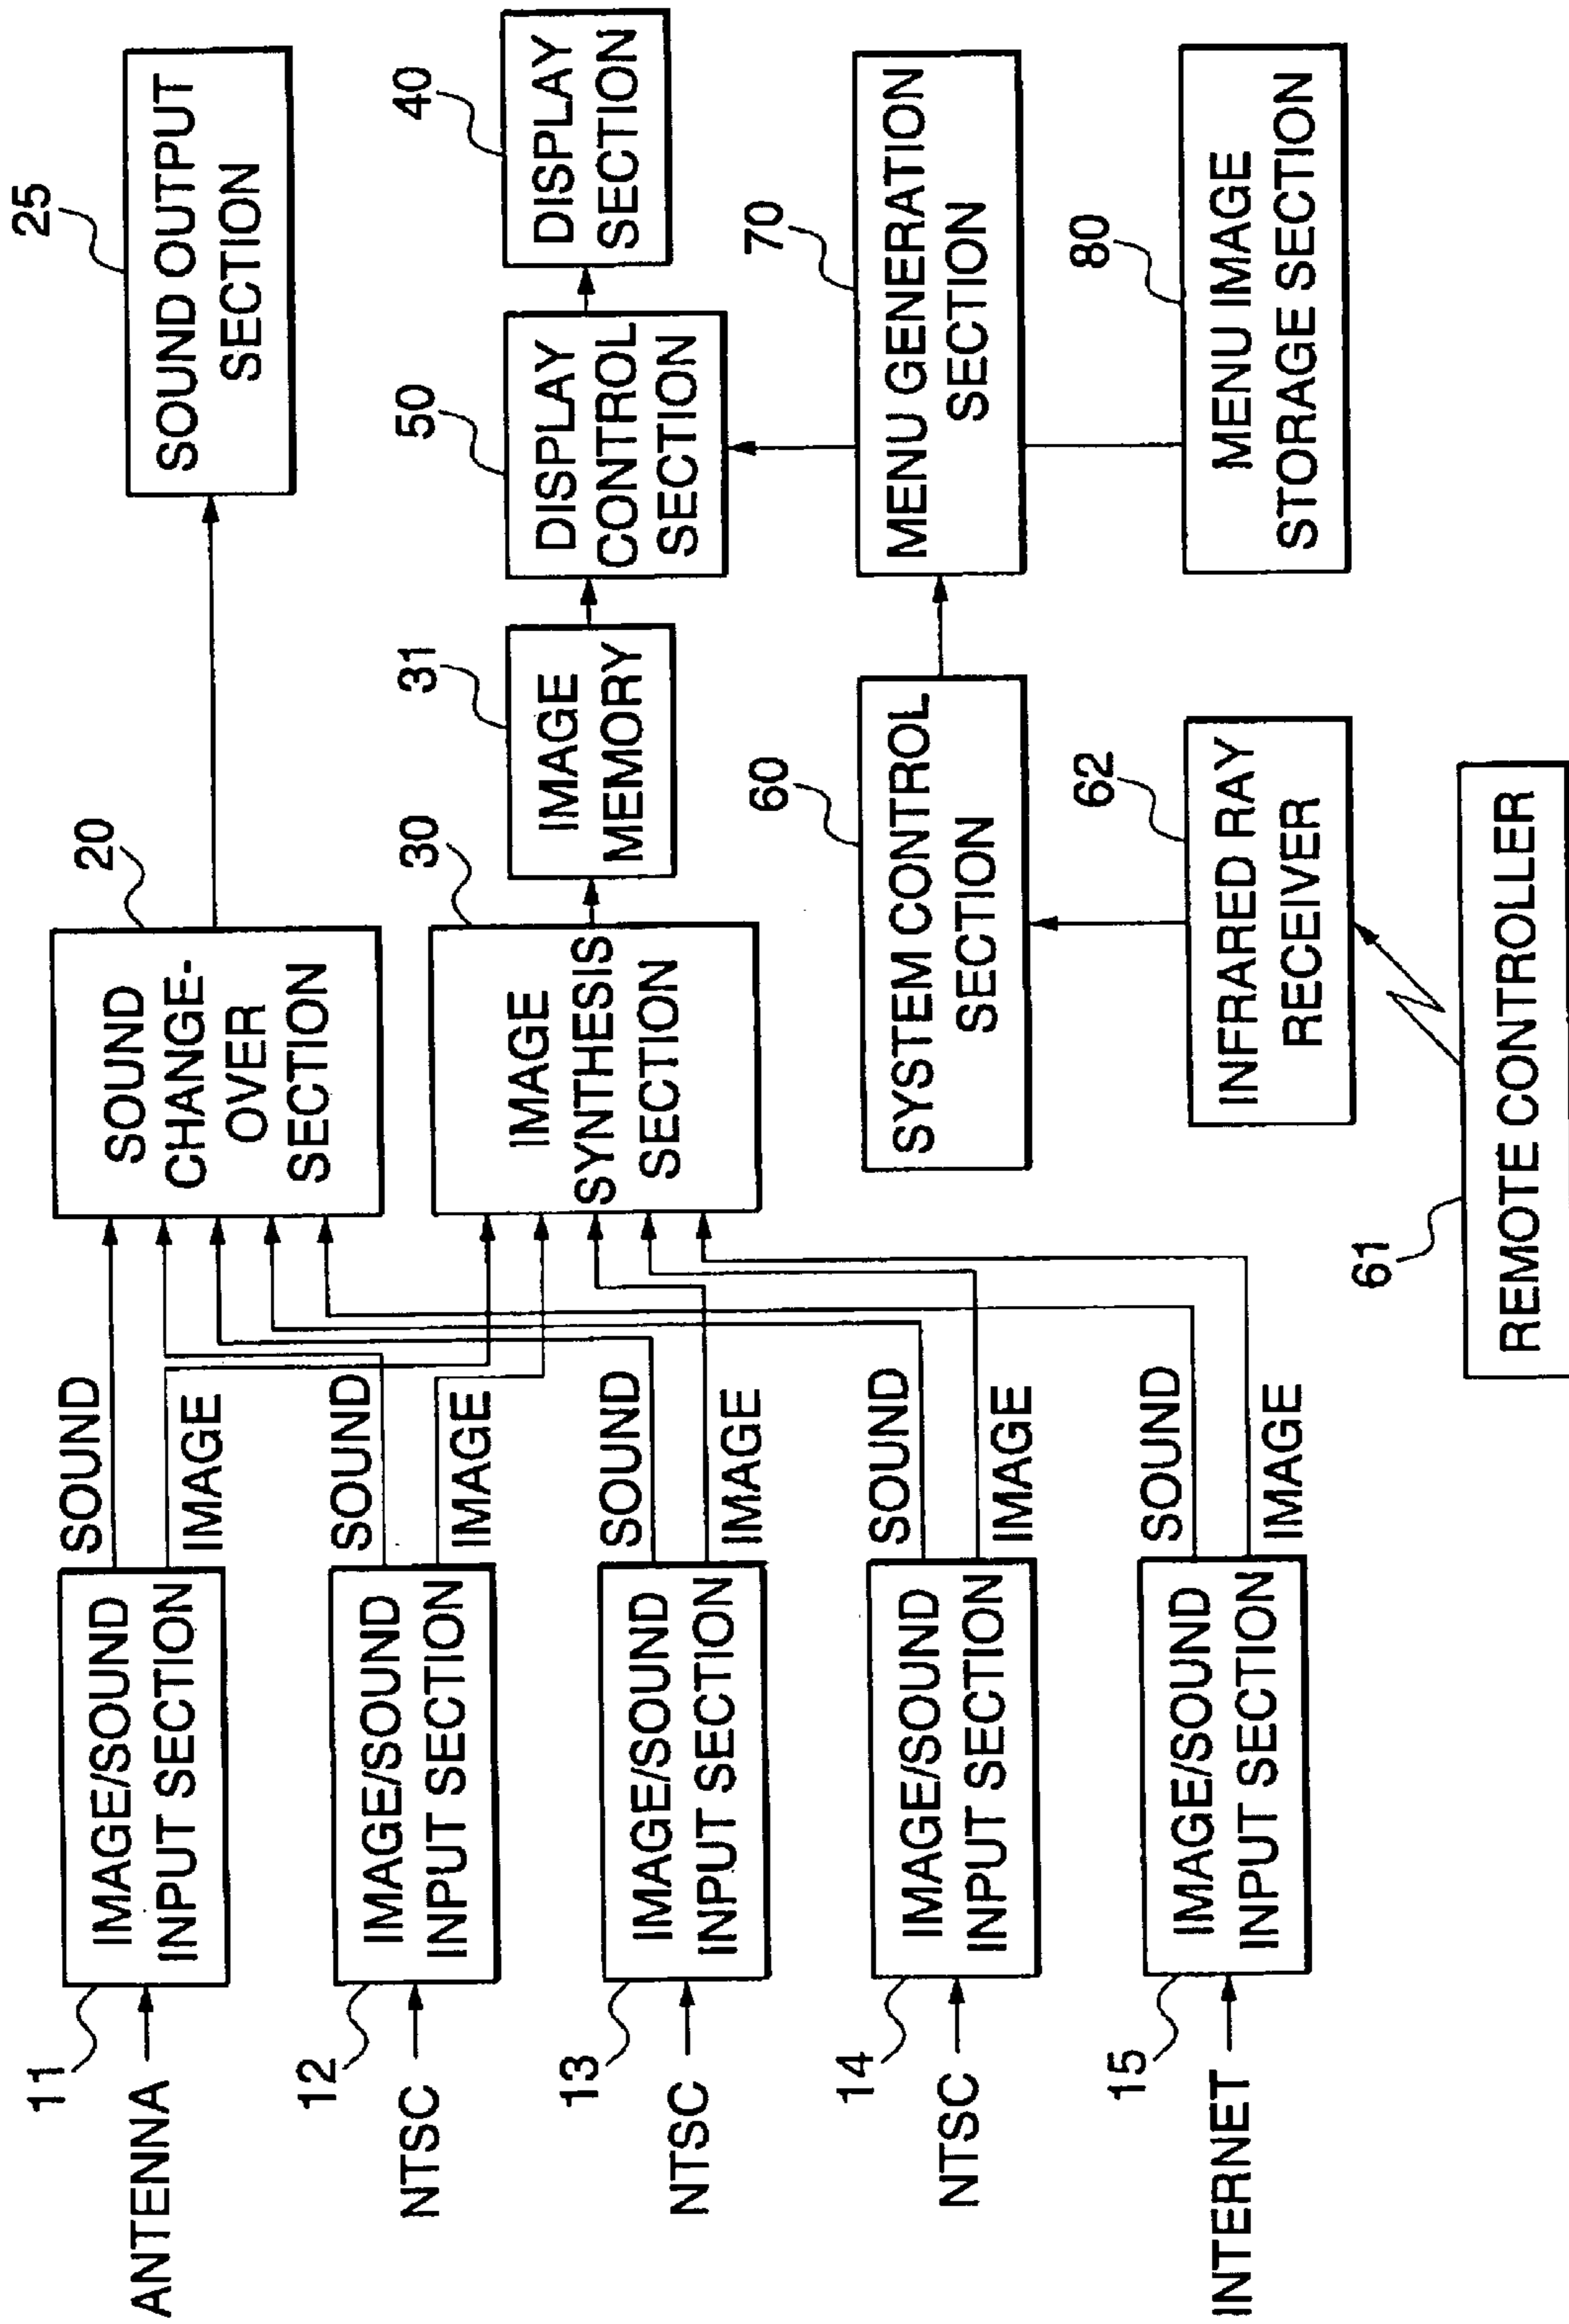 ANTENNA
11
IMAGE/SOUND
INPUT SECTION
SOUND
IMAGE
NTSC
12
IMAGE/SOUND
INPUT SECTION
SOUND
IMAGE
NTSC
13
IMAGE/SOUND
INPUT SECTION
SOUND
IMAGE
NTSC
14
IMAGE/SOUND
INPUT SECTION
SOUND
IMAGE
INTERNET
15
IMAGE/SOUND
INPUT SECTION
SOUND
IMAGE
20
SOUND
CHANGE-
OVER
SECTION
25
SOUND OUTPUT
SECTION
30
IMAGE
SYNTHESIS
SECTION
31
IMAGE
MEMORY
50
DISPLAY
CONTROL
SECTION
40
DISPLAY
SECTION
60
SYSTEM CONTROL
SECTION
70
MENU GENERATION
SECTION
62
INFRARED RAY
RECEIVER
80
MENU IMAGE
STORAGE SECTION
61
REMOTE CONTROLLER